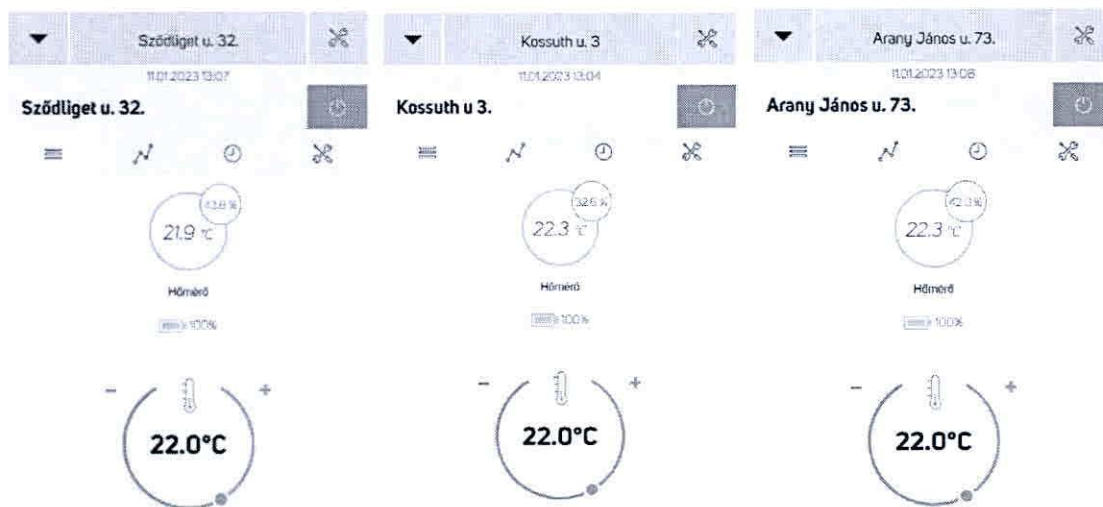 Sződliget u. 32.
11.01.2023 13:07
Sződliget u. 32.
43.8 %
21.9 °C
Hőmérő
100%
- +
22.0°C
Kossuth u. 3
11.01.2023 13:04
Kossuth u 3.
32.6 %
22.3 °C
Hőmérő
100%
- +
22.0°C
Arany János u. 73.
11.01.2023 13:08
Arany János u. 73.
42.3%
22.3 °C
Hőmérő
100%
- +
22.0°C